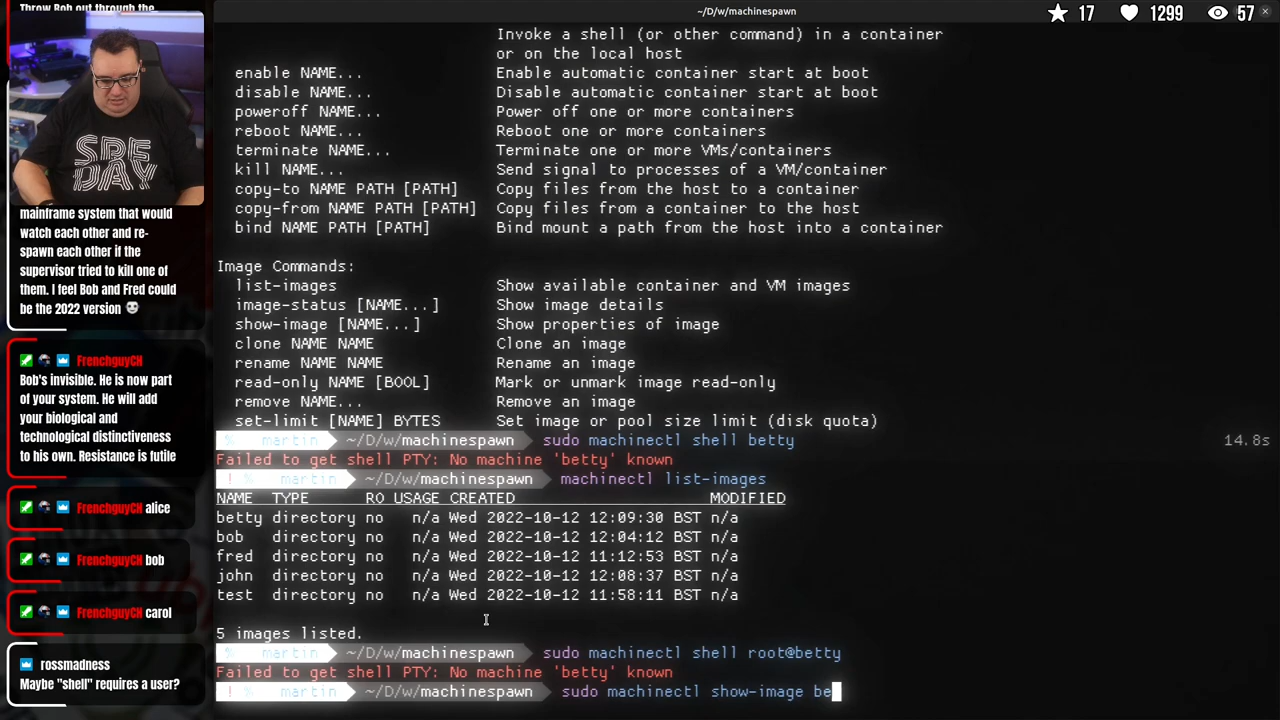 Throw Bob out through the
~/D/w/machinespawn
17
1299
57
SPE
DAY
mainframe system that would
watch each other and re-
spawn each other if the
supervisor tried to kill one of
them. I feel Bob and Fred could
be the 2022 version
FrenchguyCH
Bob's invisible. He is now part
of your system. He will add
your biological and
technological distinctiveness
to his own. Resistance is futile
FrenchguyCH alice
FrenchguyCH bob
FrenchguyCH carol
rossmadness
Maybe "shell" requires a user?
Invoke a shell (or other command) in a container
or on the local host
enable NAME... Enable automatic container start at boot
disable NAME... Disable automatic container start at boot
poweroff NAME... Power off one or more containers
reboot NAME... Reboot one or more containers
terminate NAME... Terminate one or more VMs/containers
kill NAME... Send signal to processes of a VM/container
copy-to NAME PATH [PATH] Copy files from the host to a container
copy-from NAME PATH [PATH] Copy files from a container to the host
bind NAME PATH [PATH] Bind mount a path from the host into a container
Image Commands:
list-images Show available container and VM images
image-status [NAME...] Show image details
show-image [NAME...] Show properties of image
clone NAME NAME Clone an image
rename NAME NAME Rename an image
read-only NAME [BOOL] Mark or unmark image read-only
remove NAME... Remove an image
set-limit [NAME] BYTES Set image or pool size limit (disk quota)
% martin ~/D/w/machinespawn sudo machinectl shell betty 14.8s
Failed to get shell PTY: No machine 'betty' known
! % martin ~/D/w/machinespawn machinectl list-images
NAME TYPE RO USAGE CREATED MODIFIED
betty directory no n/a Wed 2022-10-12 12:09:30 BST n/a
bob directory no n/a Wed 2022-10-12 12:04:12 BST n/a
fred directory no n/a Wed 2022-10-12 11:12:53 BST n/a
john directory no n/a Wed 2022-10-12 12:08:37 BST n/a
test directory no n/a Wed 2022-10-12 11:58:11 BST n/a
5 images listed.
% martin ~/D/w/machinespawn sudo machinectl shell root@betty
Failed to get shell PTY: No machine 'betty' known
! % martin ~/D/w/machinespawn sudo machinectl show-image be